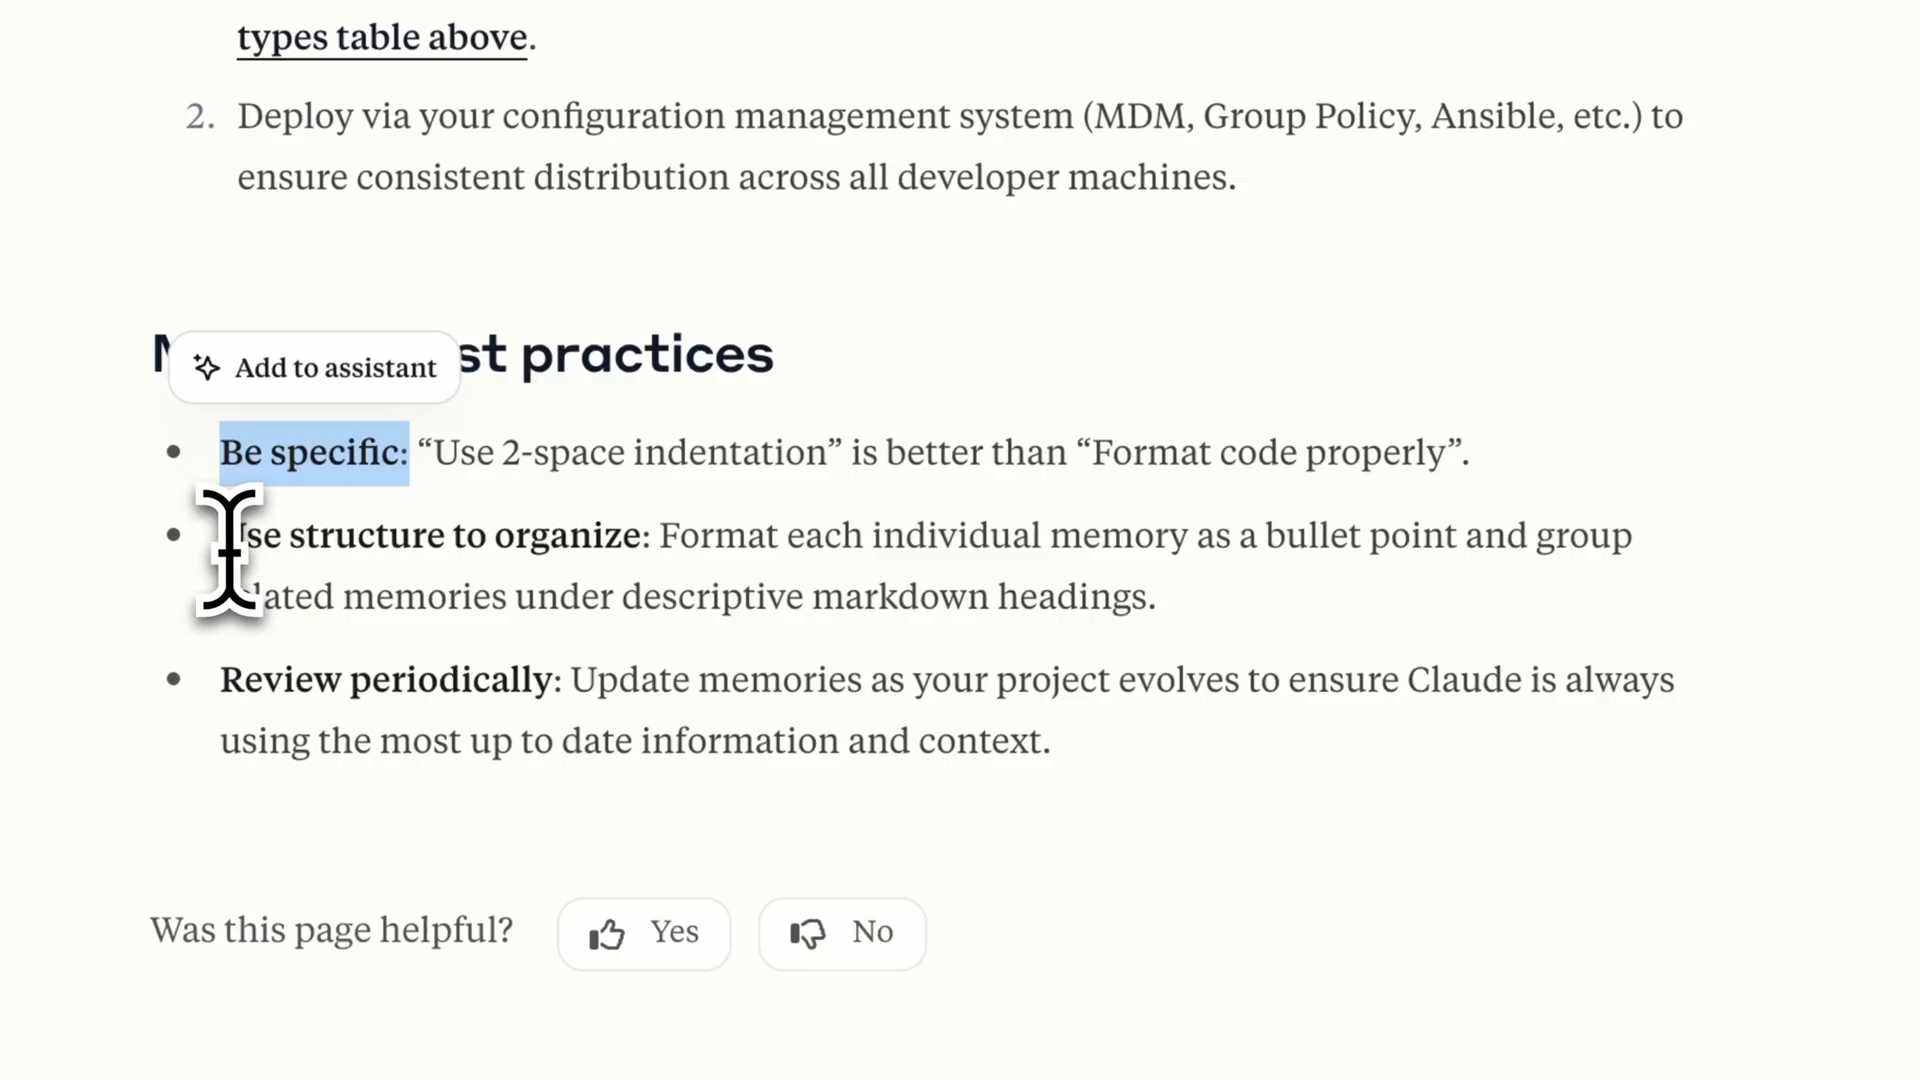 types table above.
2. Deploy via your configuration management system (MDM, Group Policy, Ansible, etc.) to
ensure consistent distribution across all developer machines.
practices
Add to assistant
• Be specific: “Use 2-space indentation” is better than “Format code properly”.
• structure to organize: Format each individual memory as a bullet point and group
memories under descriptive markdown headings.
• Review periodically: Update memories as your project evolves to ensure Claude is always
using the most up to date information and context.
Was this page helpful?
Yes
No